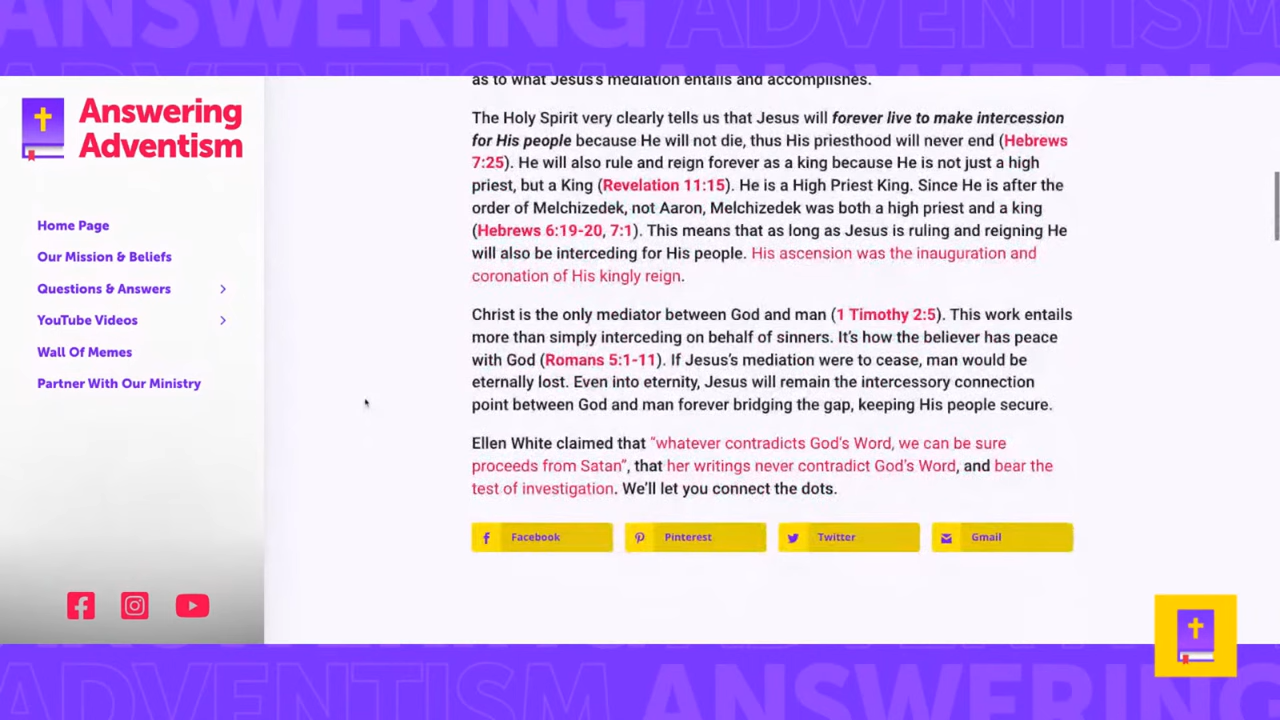 ANSWERING ADVENTISM
ADVENTISM ANSWERING
Answering
Adventism
Home Page
Our Mission & Beliefs
Questions & Answers
YouTube Videos
Wall Of Memes
Partner With Our Ministry
as to what Jesus's mediation entails and accomplishes.
The Holy Spirit very clearly tells us that Jesus will forever live to make intercession
for His people because He will not die, thus His priesthood will never end (Hebrews
7:25). He will also rule and reign forever as a king because He is not just a high
priest, but a King (Revelation 11:15). He is a High Priest King. Since He is after the
order of Melchizedek, not Aaron, Melchizedek was both a high priest and a king
(Hebrews 6:19-20, 7:1). This means that as long as Jesus is ruling and reigning He
will also be interceding for His people. His ascension was the inauguration and
coronation of His kingly reign.
Christ is the only mediator between God and man (1 Timothy 2:5). This work entails
more than simply interceding on behalf of sinners. It's how the believer has peace
with God (Romans 5:1-11). If Jesus's mediation were to cease, man would be
eternally lost. Even into eternity, Jesus will remain the intercessory connection
point between God and man forever bridging the gap, keeping His people secure.
Ellen White claimed that "whatever contradicts God's Word, we can be sure
proceeds from Satan", that her writings never contradict God's Word, and bear the
test of investigation. We'll let you connect the dots.
Facebook
Pinterest
Twitter
Gmail
ANSWERING ADVENTISM
ADVENTISM ANSWERING